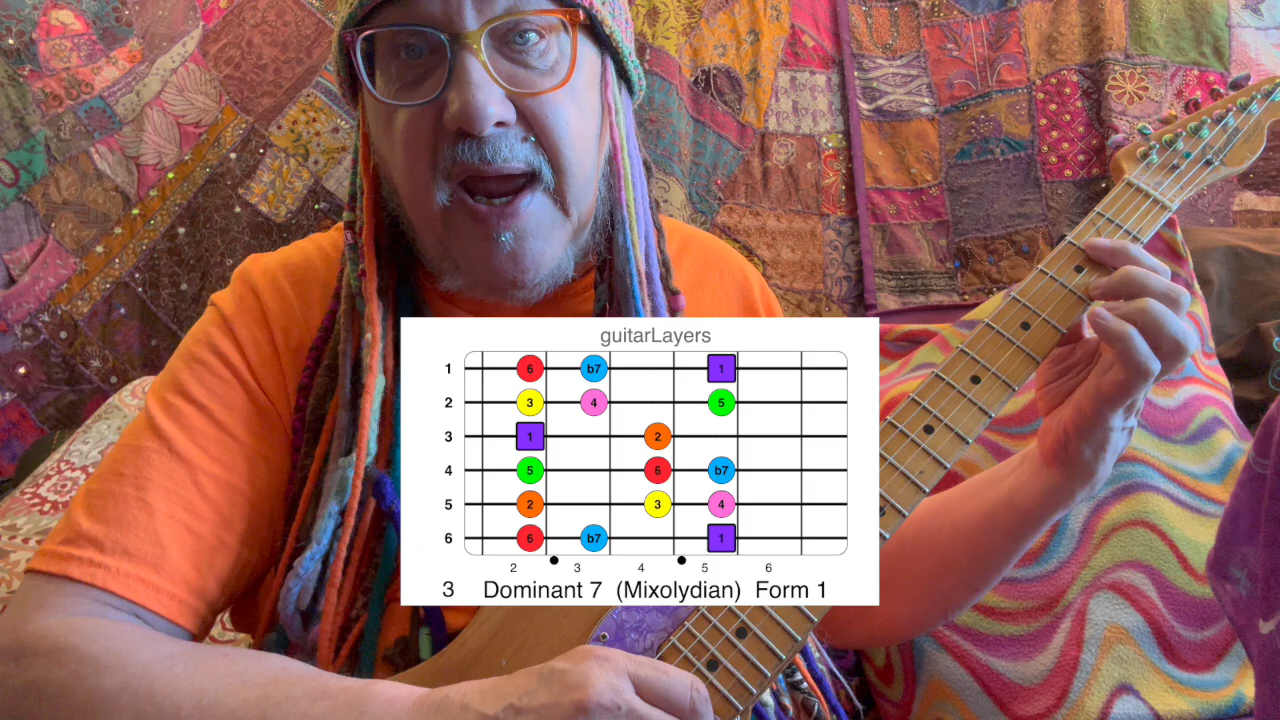 guitarLayers
1 6 b7 1
2 3 4 5
3 1 2
4 5 6 b7
5 2 3 4
6 6 b7 1
2 3 4 5 6
3 Dominant 7 (Mixolydian) Form 1